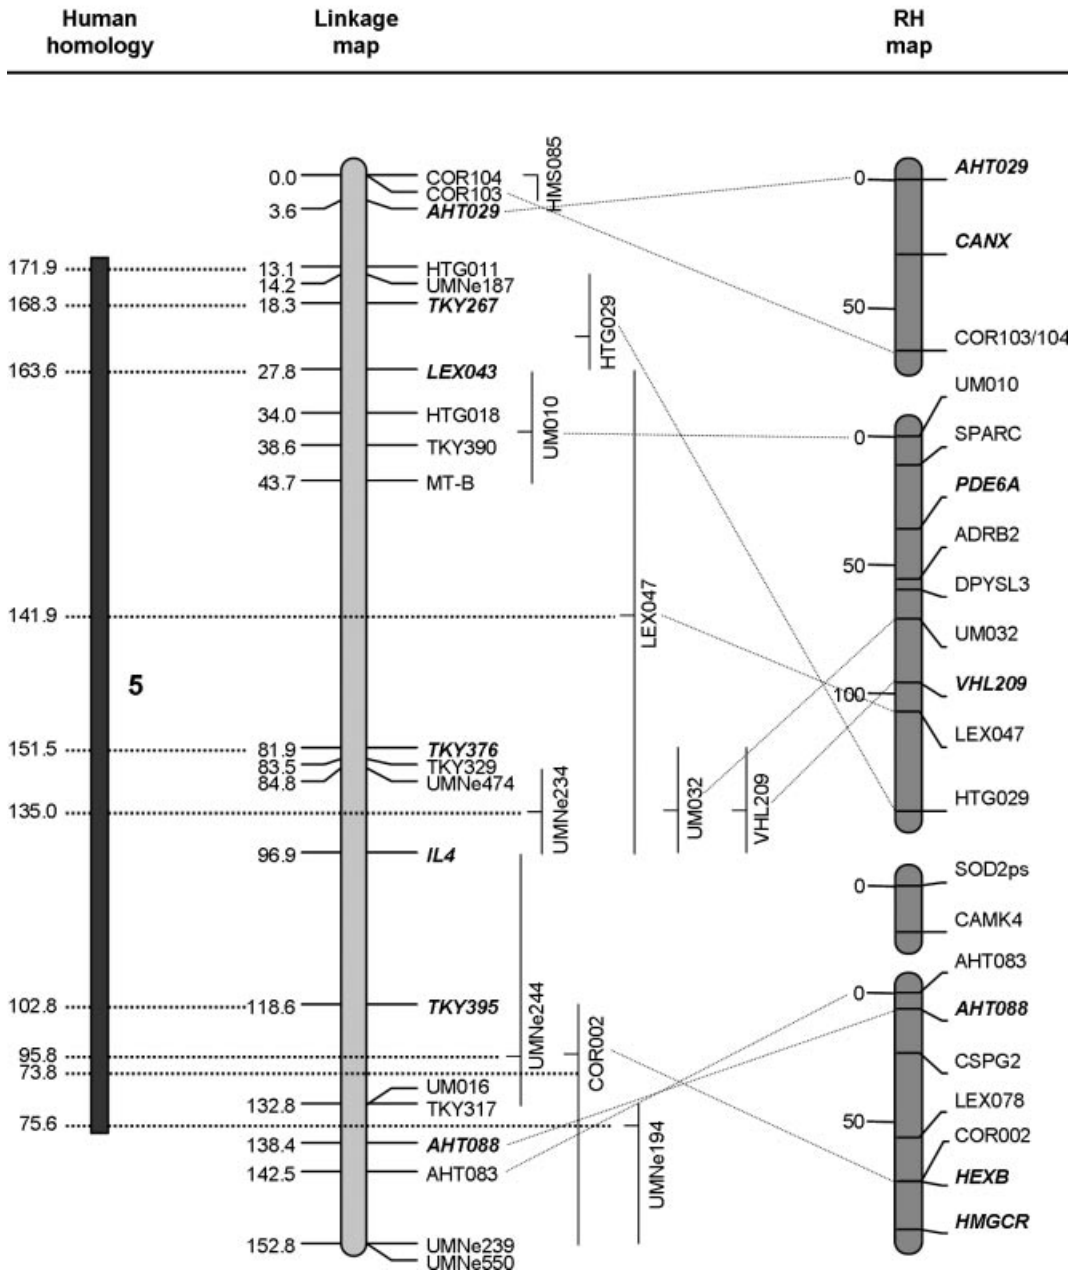 Human homology
Linkage map
RH map
171.9
168.3
163.6
141.9
151.5
135.0
102.8
95.8
73.8
75.6
5
0.0
3.6
13.1
14.2
18.3
27.8
34.0
38.6
43.7
81.9
83.5
84.8
96.9
118.6
132.8
138.4
142.5
152.8
COR104
COR103
AHT029
HTG011
UMNe187
TKY267
LEX043
HTG018
TKY390
MT-B
TKY376
TKY329
UMNe474
IL4
TKY395
UM016
TKY317
AHT088
AHT083
UMNe239
UMNe550
HMS085
HTG029
UM010
LEX047
UMNe234
UM032
VHL209
UMNe244
COR002
UMNe194
0
50
AHT029
CANX
COR103/104
0
50
100
UM010
SPARC
PDE6A
ADRB2
DPYSL3
UM032
VHL209
LEX047
HTG029
0
SOD2ps
CAMK4
0
50
AHT083
AHT088
CSPG2
LEX078
COR002
HEXB
HMGCR